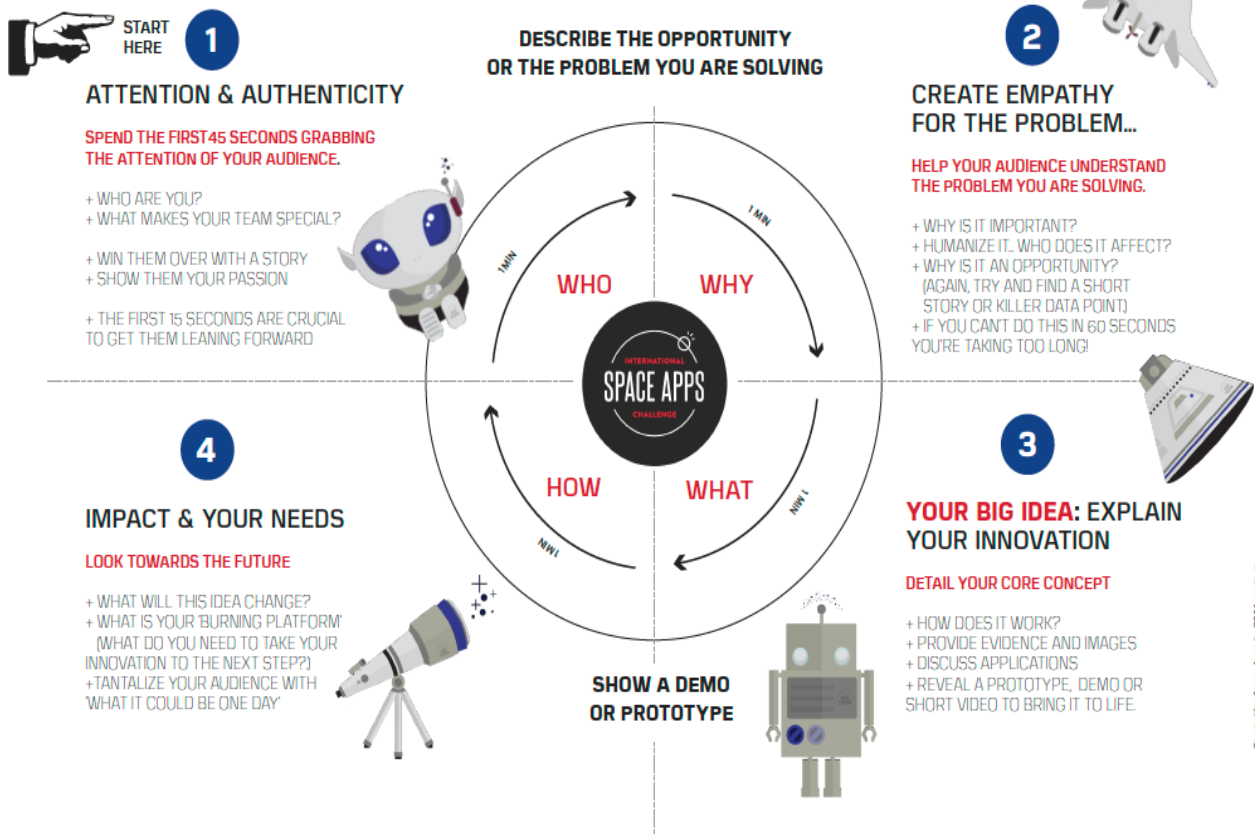 START
HERE
1
ATTENTION & AUTHENTICITY
SPEND THE FIRST45 SECONDS GRABBING
THE ATTENTION OF YOUR AUDIENCE.
+ WHO ARE YOU?
+ WHAT MAKES YOUR TEAM SPECIAL?
+ WIN THEM OVER WITH A STORY
+ SHOW THEM YOUR PASSION
+ THE FIRST 15 SECONDS ARE CRUCIAL
TO GET THEM LEANING FORWARD
DESCRIBE THE OPPORTUNITY
OR THE PROBLEM YOU ARE SOLVING
2
CREATE EMPATHY
FOR THE PROBLEM...
HELP YOUR AUDIENCE UNDERSTAND
THE PROBLEM YOU ARE SOLVING.
+ WHY IS IT IMPORTANT?
+ HUMANIZE IT.. WHO DOES IT AFFECT?
+ WHY IS IT AN OPPORTUNITY?
(AGAIN, TRY AND FIND A SHORT
STORY OR KILLER DATA POINT)
+ IF YOU CAN'T DO THIS IN 60 SECONDS
YOU'RE TAKING TOO LONG!
1 MIN
1 MIN
WHO
WHY
INTERNATIONAL
SPACE APPS
CHALLENGE
HOW
WHAT
1 MIN
1 MIN
3
YOUR BIG IDEA: EXPLAIN
YOUR INNOVATION
DETAIL YOUR CORE CONCEPT
+ HOW DOES IT WORK?
+ PROVIDE EVIDENCE AND IMAGES
+ DISCUSS APPLICATIONS
+ REVEAL A PROTOTYPE, DEMO OR
SHORT VIDEO TO BRING IT TO LIFE.
4
IMPACT & YOUR NEEDS
LOOK TOWARDS THE FUTURE
+ WHAT WILL THIS IDEA CHANGE?
+ WHAT IS YOUR 'BURNING PLATFORM'
(WHAT DO YOU NEED TO TAKE YOUR
INNOVATION TO THE NEXT STEP?)
+TANTALIZE YOUR AUDIENCE WITH
'WHAT IT COULD BE ONE DAY'
SHOW A DEMO
OR PROTOTYPE